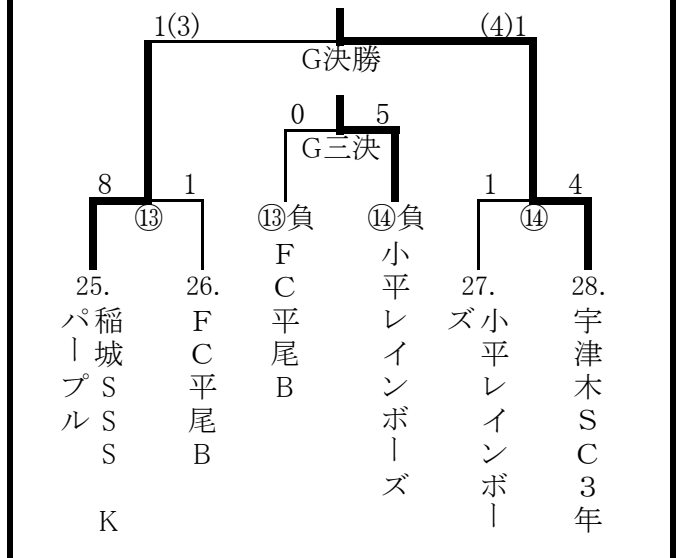 1(3) (4)1
G決勝
0 5
G三決
8 1 1 4
⑬ ⑬負 ⑭負 ⑭
FC平尾B
小平レインボーズ
25. 26. 27. 28.
稲城SSS K
パープル
FC平尾B
小平レインボー
ズ
宇津木SC3年